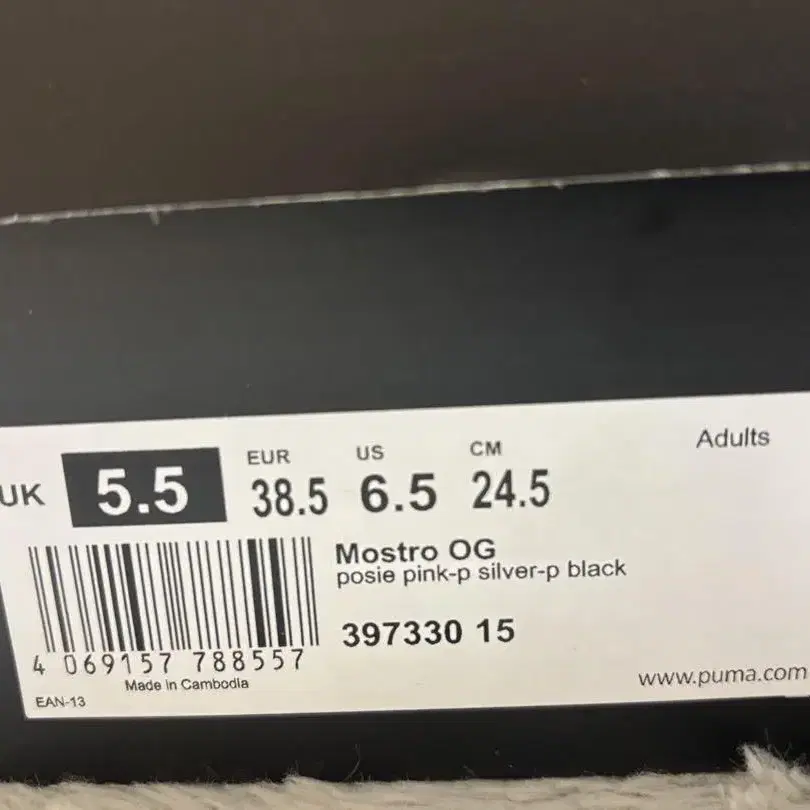 Adults
UK 5.5 EUR 38.5 US 6.5 CM 24.5
Mostro OG
posie pink-p silver-p black
397330 15
4 069157 788557
Made in Cambodia
EAN-13
www.puma.com